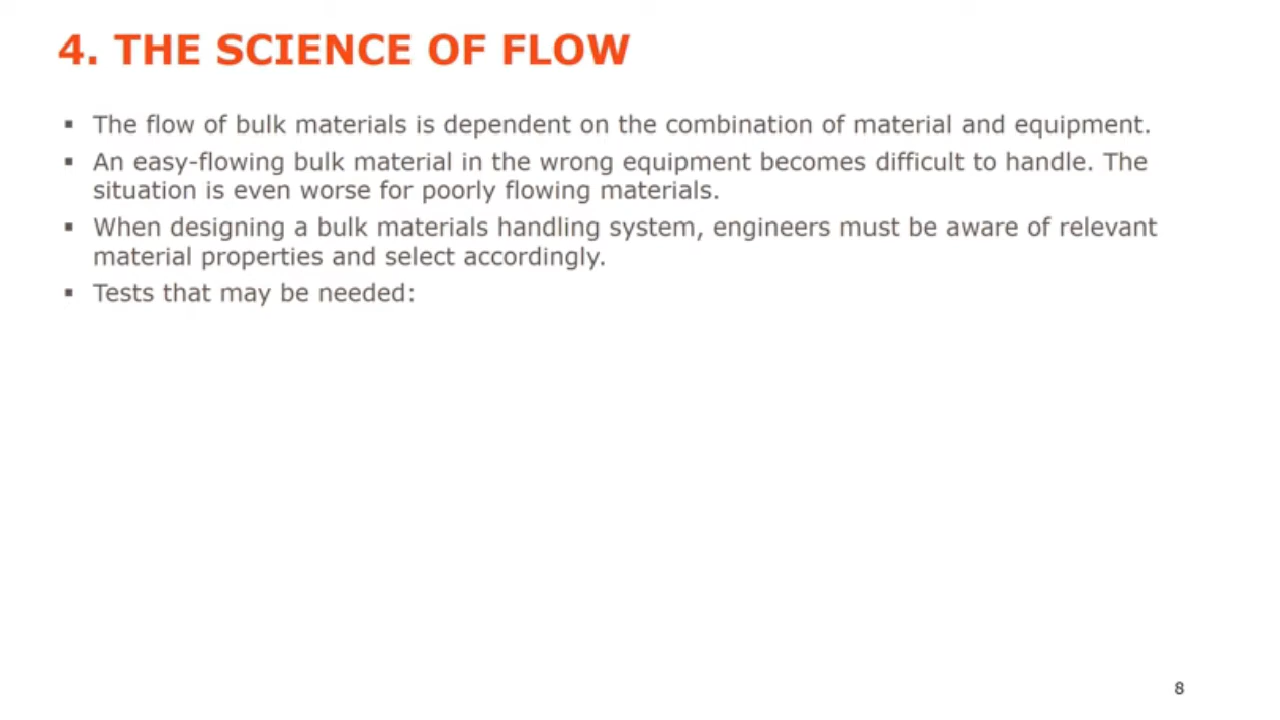 4. THE SCIENCE OF FLOW
▪ The flow of bulk materials is dependent on the combination of material and equipment.
▪ An easy-flowing bulk material in the wrong equipment becomes difficult to handle. The
situation is even worse for poorly flowing materials.
▪ When designing a bulk materials handling system, engineers must be aware of relevant
material properties and select accordingly.
▪ Tests that may be needed:
8